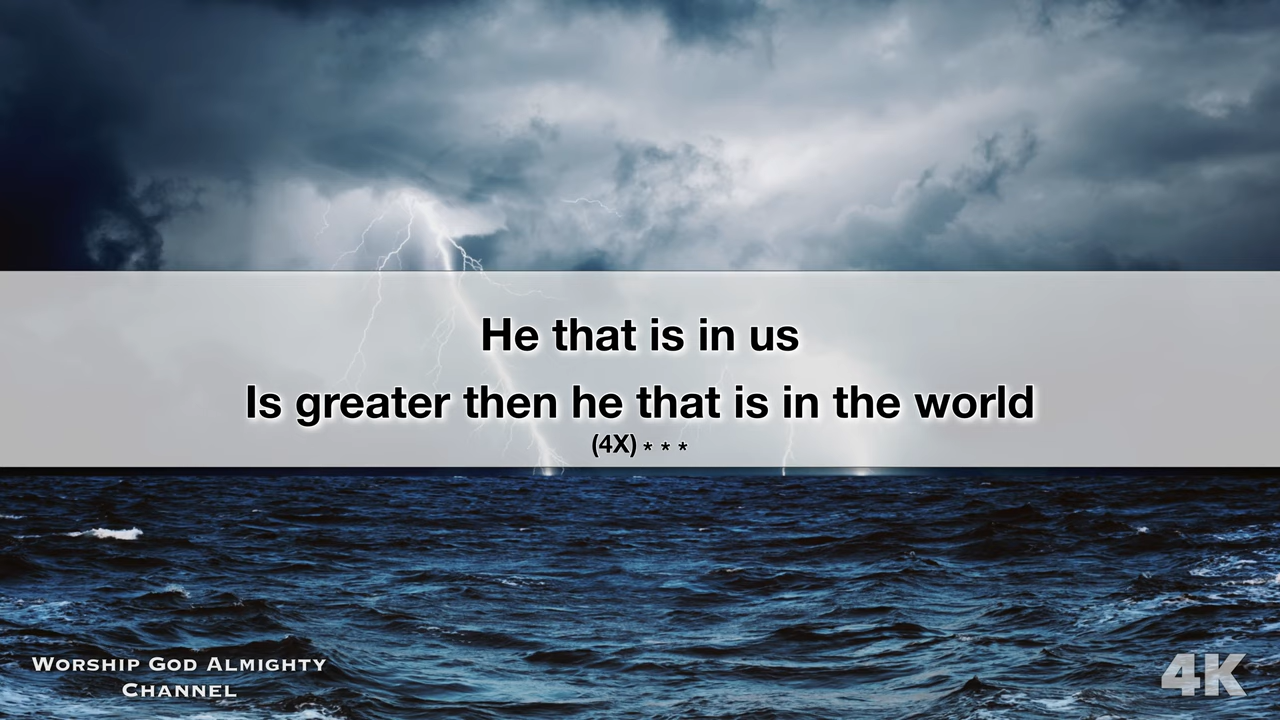 He that is in us
Is greater then he that is in the world
(4X) * * *
WORSHIP GOD ALMIGHTY
CHANNEL
4K